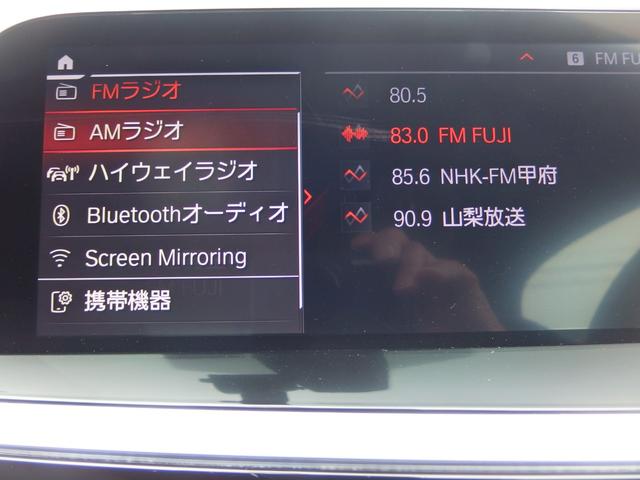 6 FM FU
FMラジオ
AMラジオ
ハイウェイラジオ
Bluetoothオーディオ
Screen Mirroring
携帯機器
80.5
83.0 FM FUJI
85.6 NHK-FM甲府
90.9 山梨放送